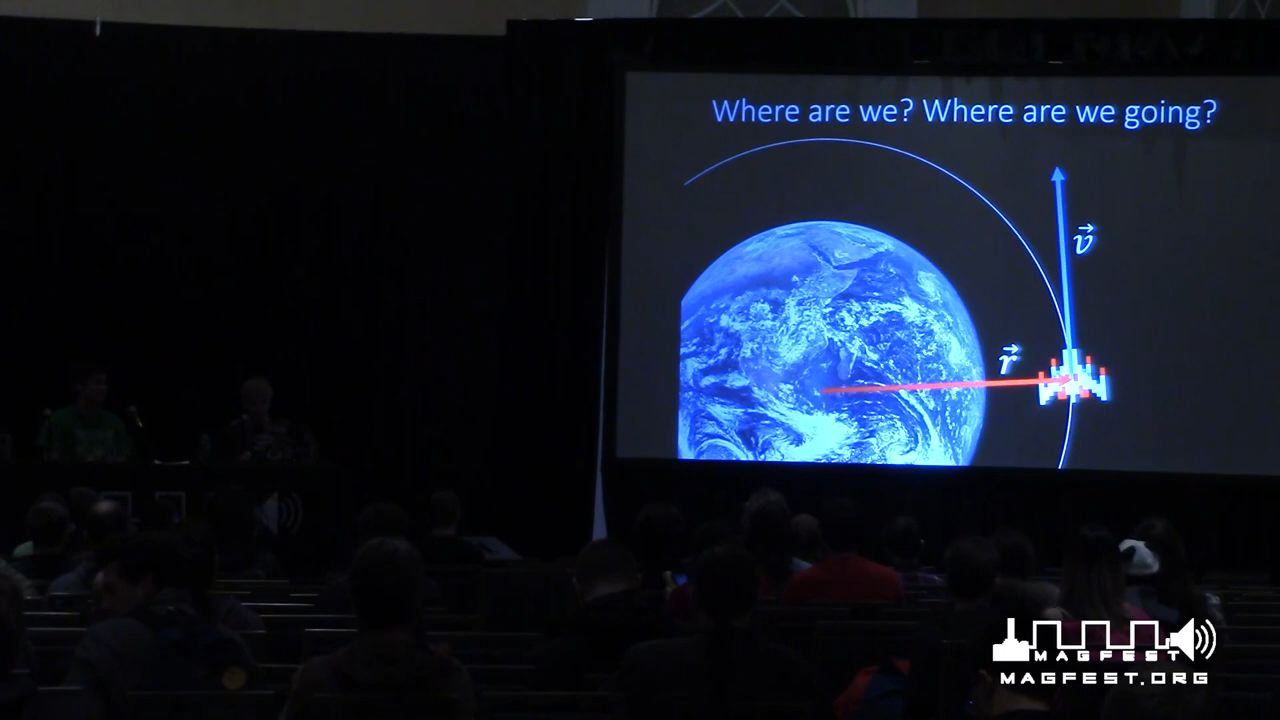 Where are we? Where are we going?
v⃗
r⃗
MAGFEST
MAGFEST.ORG